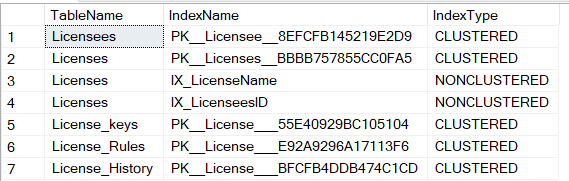 TableName IndexName IndexType
1 Licensees PK__Licensee__8EFCFB145219E2D9 CLUSTERED
2 Licenses PK__Licenses__BBBB757855CC0FA5 CLUSTERED
3 Licenses IX_LicenseName NONCLUSTERED
4 Licenses IX_LicenseesID NONCLUSTERED
5 License_keys PK__License___55E40929BC105104 CLUSTERED
6 License_Rules PK__License___E92A9296A17113F6 CLUSTERED
7 License_History PK__License___BFCFB4DDB474C1CD CLUSTERED